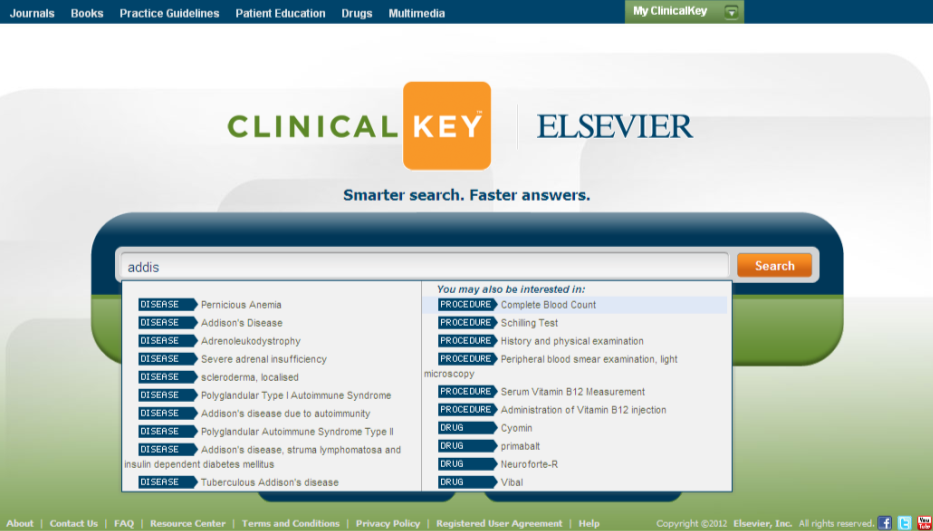 Journals Books Practice Guidelines Patient Education Drugs Multimedia My ClinicalKey
CLINICAL KEY™ ELSEVIER
Smarter search. Faster answers.
addis Search
DISEASE Pernicious Anemia
DISEASE Addison's Disease
DISEASE Adrenoleukodystrophy
DISEASE Severe adrenal insufficiency
DISEASE scleroderma, localised
DISEASE Polyglandular Type I Autoimmune Syndrome
DISEASE Addison's disease due to autoimmunity
DISEASE Polyglandular Autoimmune Syndrome Type II
DISEASE Addison's disease, struma lymphomatosa and
insulin dependent diabetes mellitus
DISEASE Tuberculous Addison's disease
You may also be interested in:
PROCEDURE Complete Blood Count
PROCEDURE Schilling Test
PROCEDURE History and physical examination
PROCEDURE Peripheral blood smear examination, light
microscopy
PROCEDURE Serum Vitamin B12 Measurement
PROCEDURE Administration of Vitamin B12 injection
DRUG Cyomin
DRUG primabalt
DRUG Neuroforte-R
DRUG Vibal
About | Contact Us | FAQ | Resource Center | Terms and Conditions | Privacy Policy | Registered User Agreement | Help Copyright ©2012 Elsevier, Inc. All rights reserved. You Tube